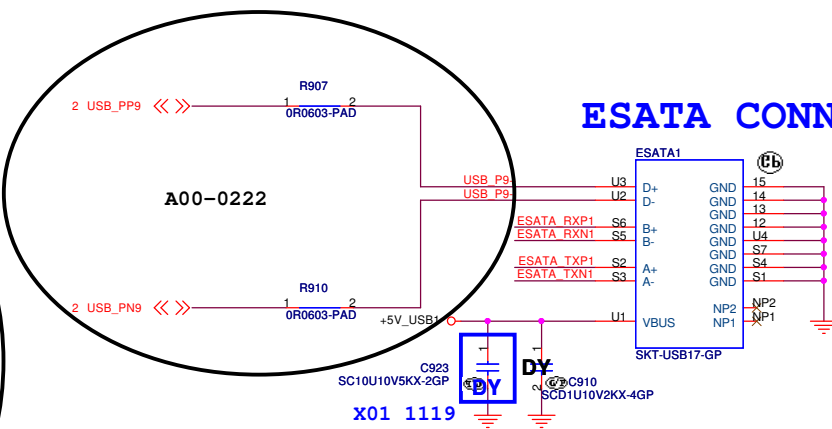 R907
2 USB_PP9
1
2
0R0603-PAD
ESATA CONN
ESATA1
A00-0222
USB_P9
USB_P9-
U3 D+ GND 15
U2 D- GND 14
GND 13
ESATA_RXP1 S6 B+ GND 12
ESATA_RXN1 S5 B- GND U4
GND S7
ESATA_TXP1 S2 A+ GND S4
ESATA_TXN1 S3 A- GND S1
R910
2 USB_PN9
1
2
0R0603-PAD
NP2 NP2
+5V_USB1
U1 VBUS NP1 NP1
SKT-USB17-GP
1
1
C923
SC10U10V5KX-2GP
DY
DY
2
C910
SCD1U10V2KX-4GP
X01 1119